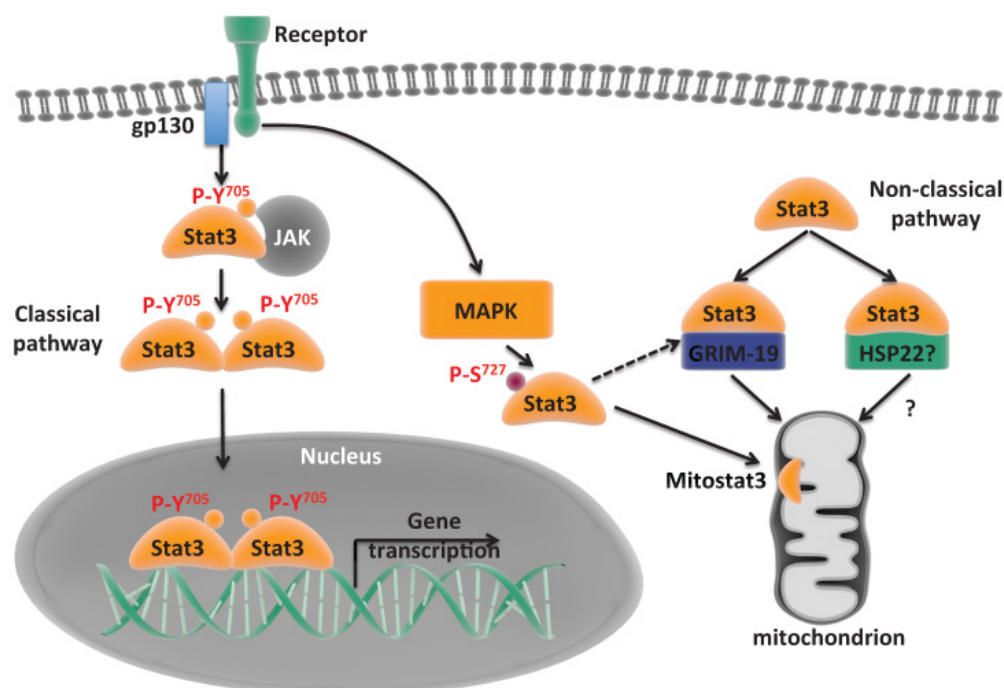 Receptor
gp130
P-Y705
Stat3
JAK
Classical
pathway
P-Y705
P-Y705
Stat3
Stat3
MAPK
P-S727
Stat3
Stat3
Non-classical
pathway
Stat3
GRIM-19
Stat3
HSP22?
?
Mitostat3
mitochondrion
Nucleus
P-Y705
P-Y705
Stat3
Stat3
Gene
transcription